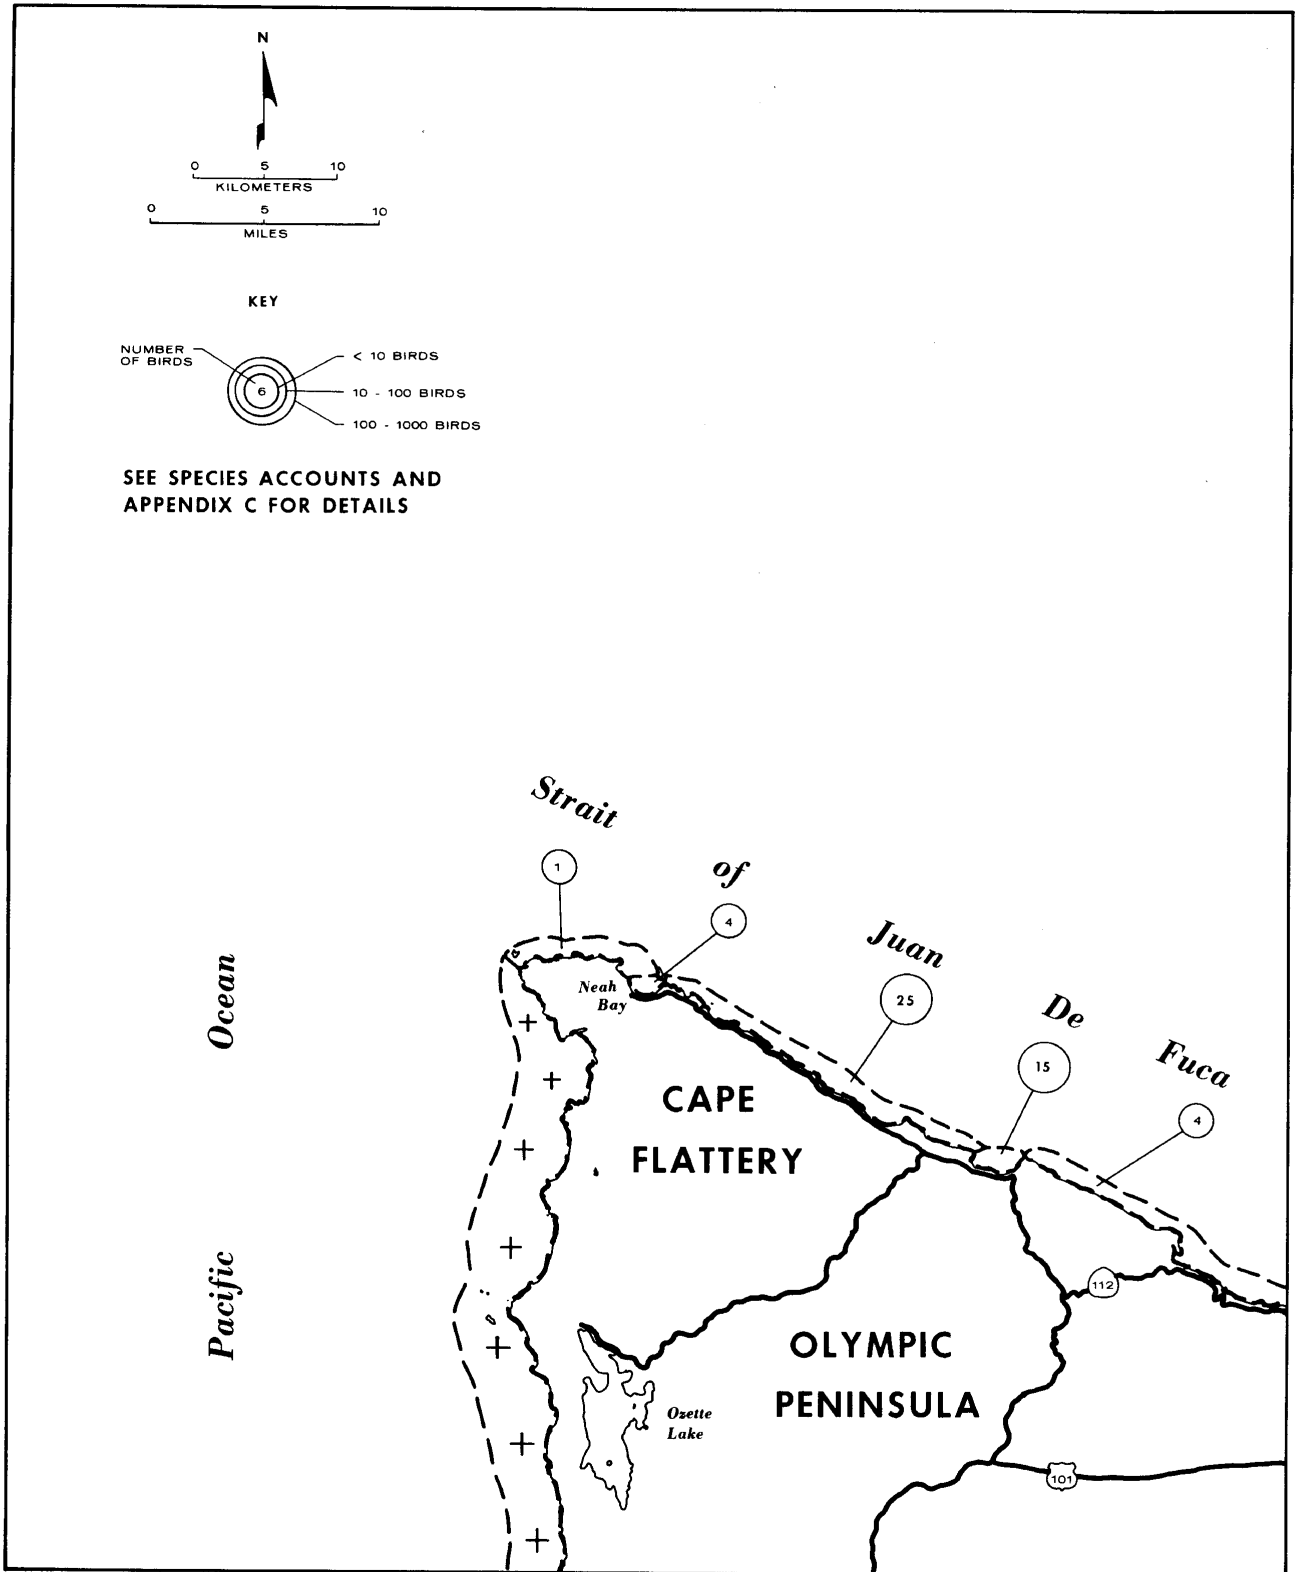 N
0 5 10
KILOMETERS
0 5 10
MILES
KEY
NUMBER
OF BIRDS
< 10 BIRDS
6
10 - 100 BIRDS
100 - 1000 BIRDS
SEE SPECIES ACCOUNTS AND
APPENDIX C FOR DETAILS
Strait
of
Juan
De
Fuca
1
4
25
15
4
Pacific Ocean
Neah
Bay
CAPE
FLATTERY
112
OLYMPIC
PENINSULA
Ozette
Lake
101